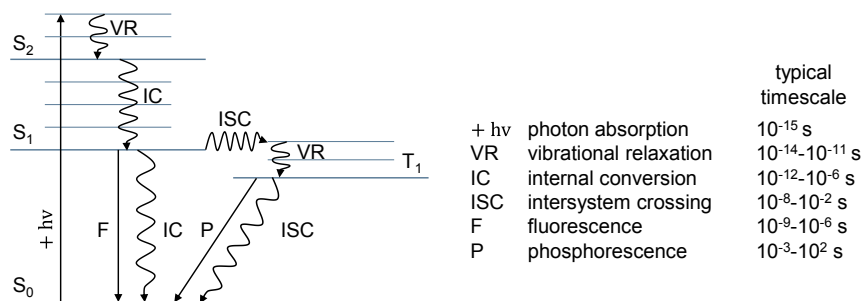 VR
S2
IC
ISC
S1
VR
T1
+ hν
F
IC
P
ISC
S0
typical
timescale
+ hν photon absorption 10-15 s
VR vibrational relaxation 10-14-10-11 s
IC internal conversion 10-12-10-6 s
ISC intersystem crossing 10-8-10-2 s
F fluorescence 10-9-10-6 s
P phosphorescence 10-3-102 s